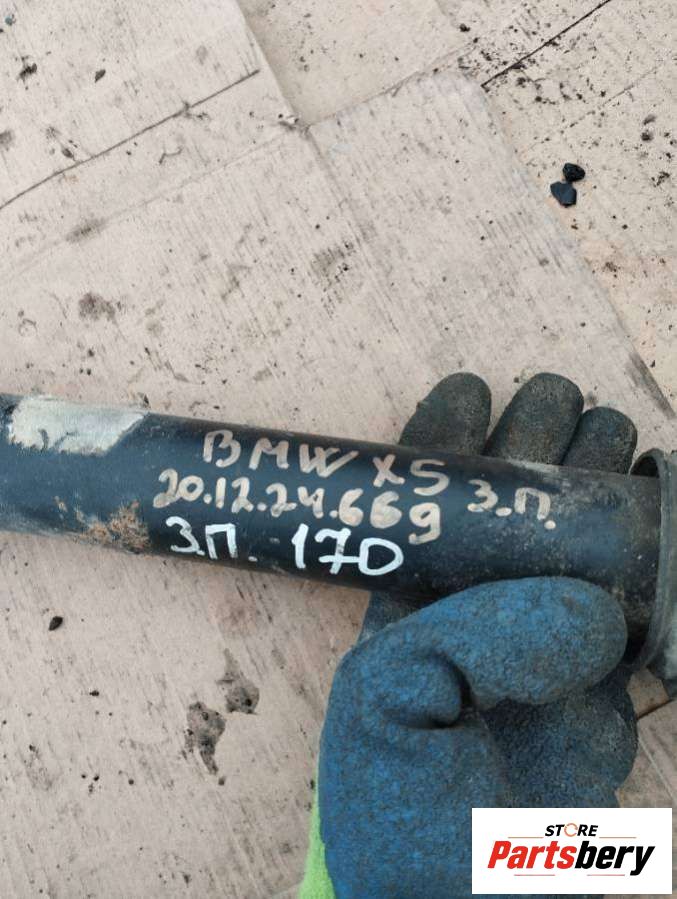 BMW X5 З.П.
20.12.24.669
З.П. 170
STORE
Partsbery